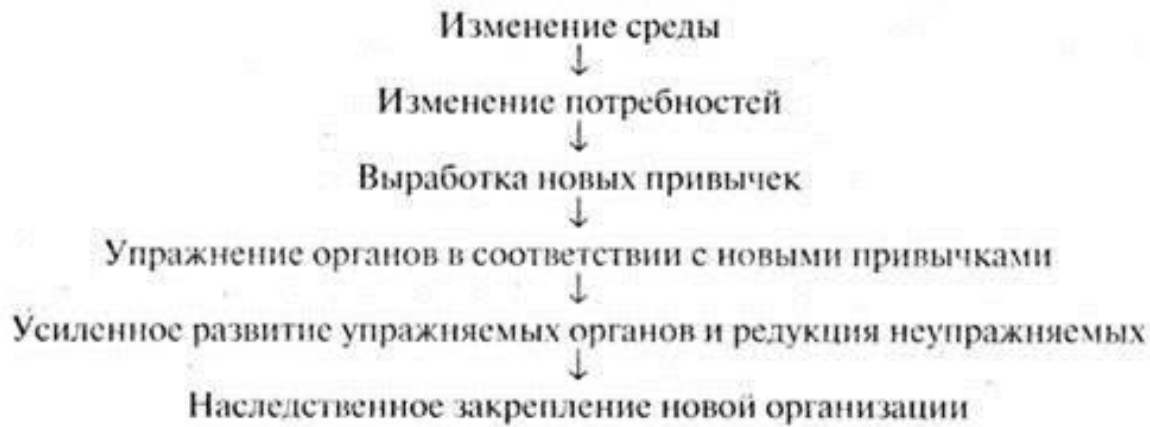 Изменение среды
↓
Изменение потребностей
↓
Выработка новых привычек
↓
Упражнение органов в соответствии с новыми привычками
↓
Усиленное развитие упражняемых органов и редукция неупражняемых
↓
Наследственное закрепление новой организации